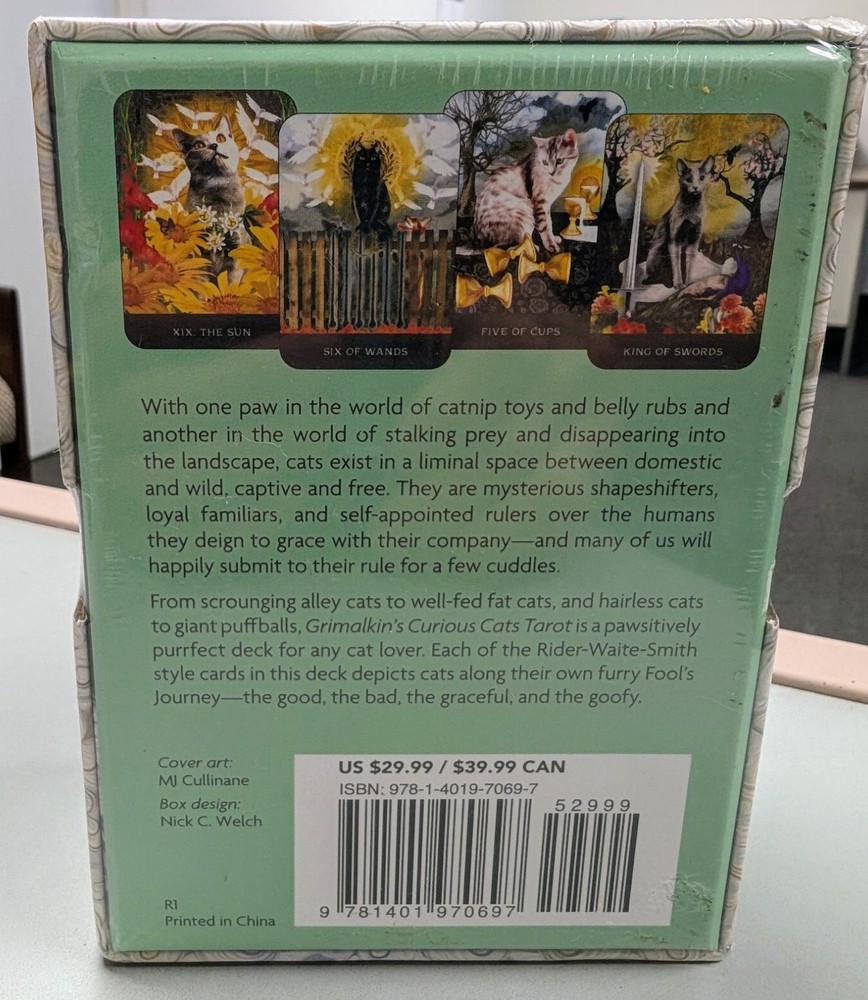 XIX. THE SUN
SIX OF WANDS
FIVE OF CUPS
KING OF SWORDS
With one paw in the world of catnip toys and belly rubs and
another in the world of stalking prey and disappearing into
the landscape, cats exist in a liminal space between domestic
and wild, captive and free. They are mysterious shapeshifters,
loyal familiars, and self-appointed rulers over the humans
they deign to grace with their company—and many of us will
happily submit to their rule for a few cuddles.
From scrounging alley cats to well-fed fat cats, and hairless cats
to giant puffballs, Grimalkin's Curious Cats Tarot is a pawsitively
purrfect deck for any cat lover. Each of the Rider-Waite-Smith
style cards in this deck depicts cats along their own furry Fool's
Journey—the good, the bad, the graceful, and the goofy.
Cover art:
MJ Cullinane
Box design:
Nick C. Welch
R1
Printed in China
US $29.99 / $39.99 CAN
ISBN: 978-1-4019-7069-7
52999
9 781401 970697